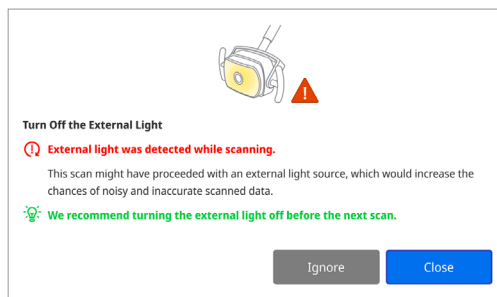 Turn Off the External Light
External light was detected while scanning.
This scan might have proceeded with an external light source, which would increase the
chances of noisy and inaccurate scanned data.
We recommend turning the external light off before the next scan.
Ignore
Close